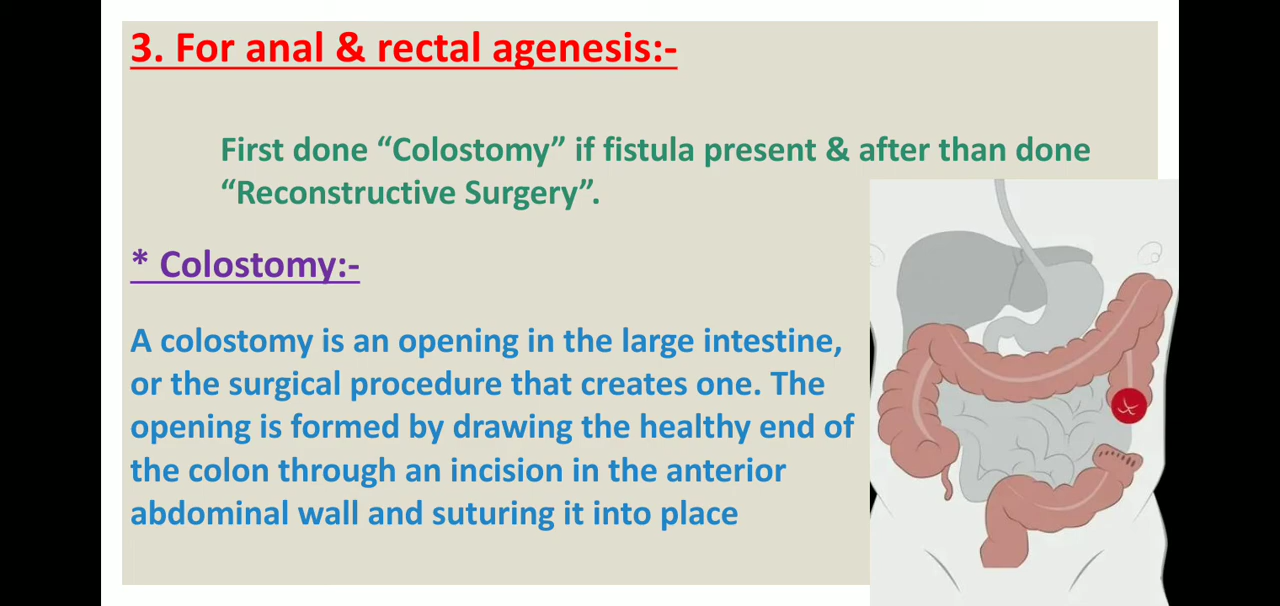 3. For anal & rectal agenesis:-
First done “Colostomy” if fistula present & after than done
“Reconstructive Surgery”.
* Colostomy:-
A colostomy is an opening in the large intestine,
or the surgical procedure that creates one. The
opening is formed by drawing the healthy end of
the colon through an incision in the anterior
abdominal wall and suturing it into place